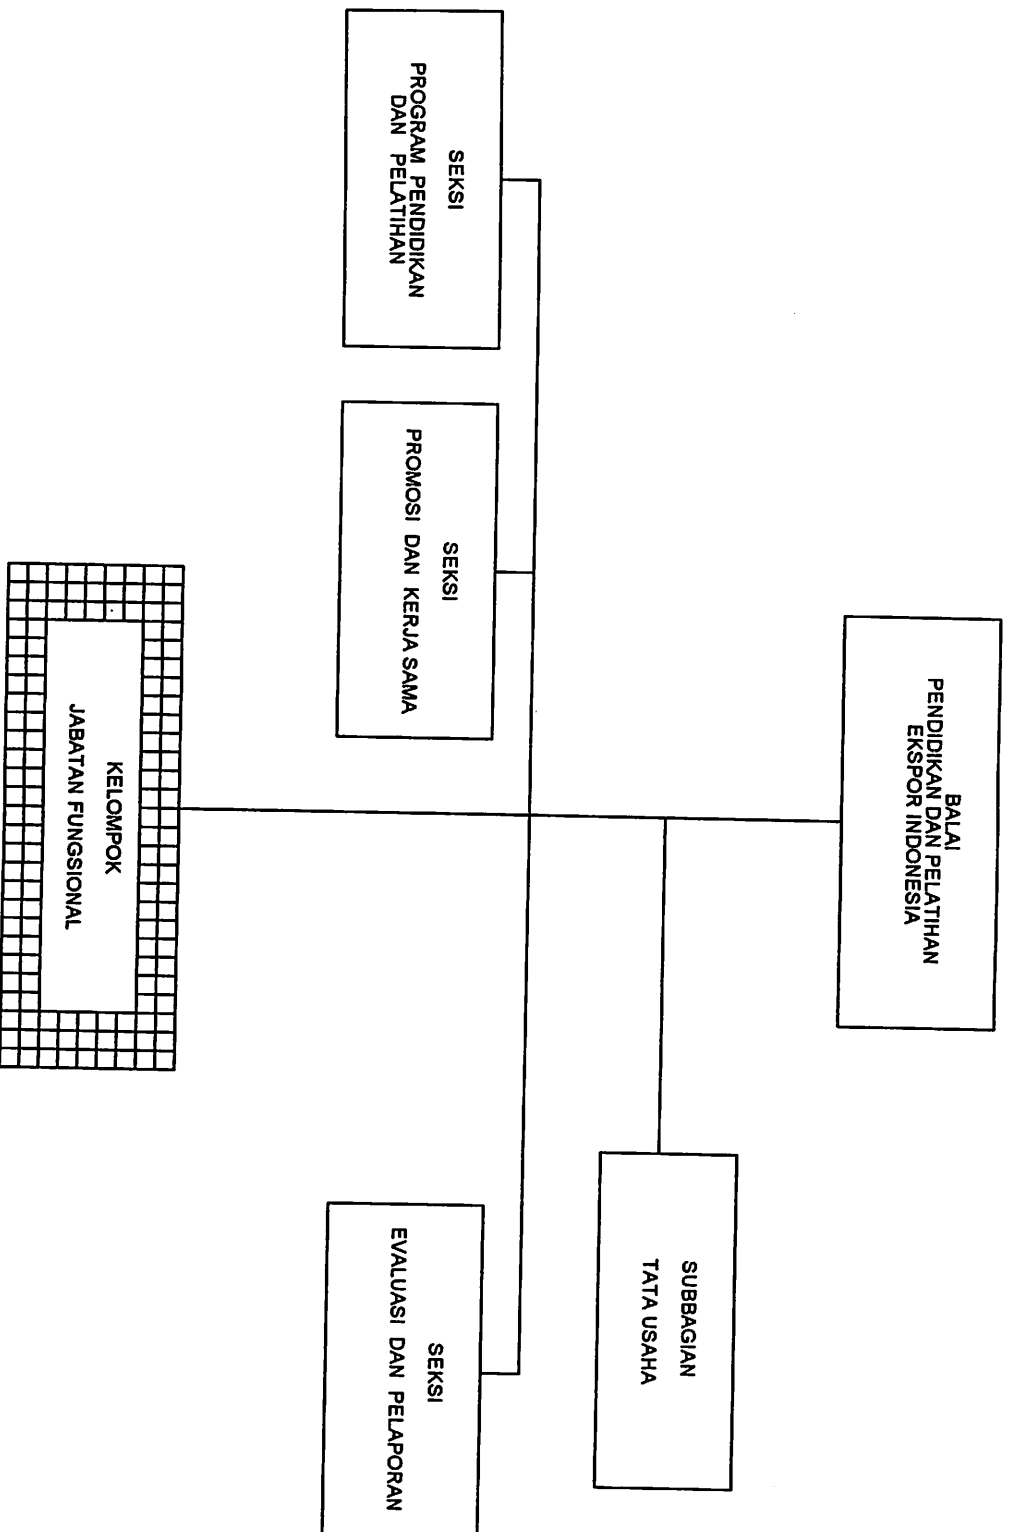 BALAI
PENDIDIKAN DAN PELATIHAN
EKSPOR INDONESIA
SUBBAGIAN
TATA USAHA
SEKSI
PROGRAM PENDIDIKAN
DAN PELATIHAN
SEKSI
PROMOSI DAN KERJA SAMA
SEKSI
EVALUASI DAN PELAPORAN
KELOMPOK
JABATAN FUNGSIONAL